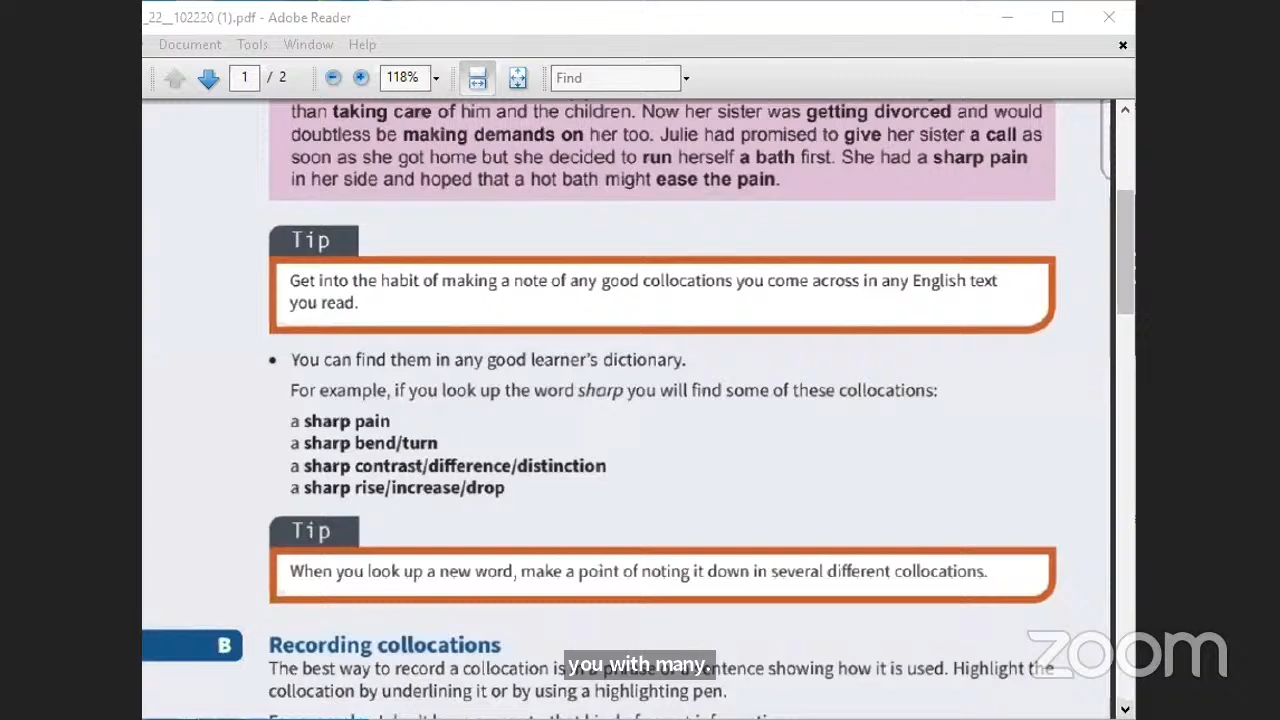 _22__102220 (1).pdf - Adobe Reader
Document Tools Window Help
1 / 2 118% Find
than taking care of him and the children. Now her sister was getting divorced and would
doubtless be making demands on her too. Julie had promised to give her sister a call as
soon as she got home but she decided to run herself a bath first. She had a sharp pain
in her side and hoped that a hot bath might ease the pain.
Tip
Get into the habit of making a note of any good collocations you come across in any English text
you read.
• You can find them in any good learner's dictionary.
For example, if you look up the word sharp you will find some of these collocations:
a sharp pain
a sharp bend/turn
a sharp contrast/difference/distinction
a sharp rise/increase/drop
Tip
When you look up a new word, make a point of noting it down in several different collocations.
B Recording collocations
The best way to record a collocation is in a phrase or a sentence showing how it is used. Highlight the
you with many.
collocation by underlining it or by using a highlighting pen.
zoom